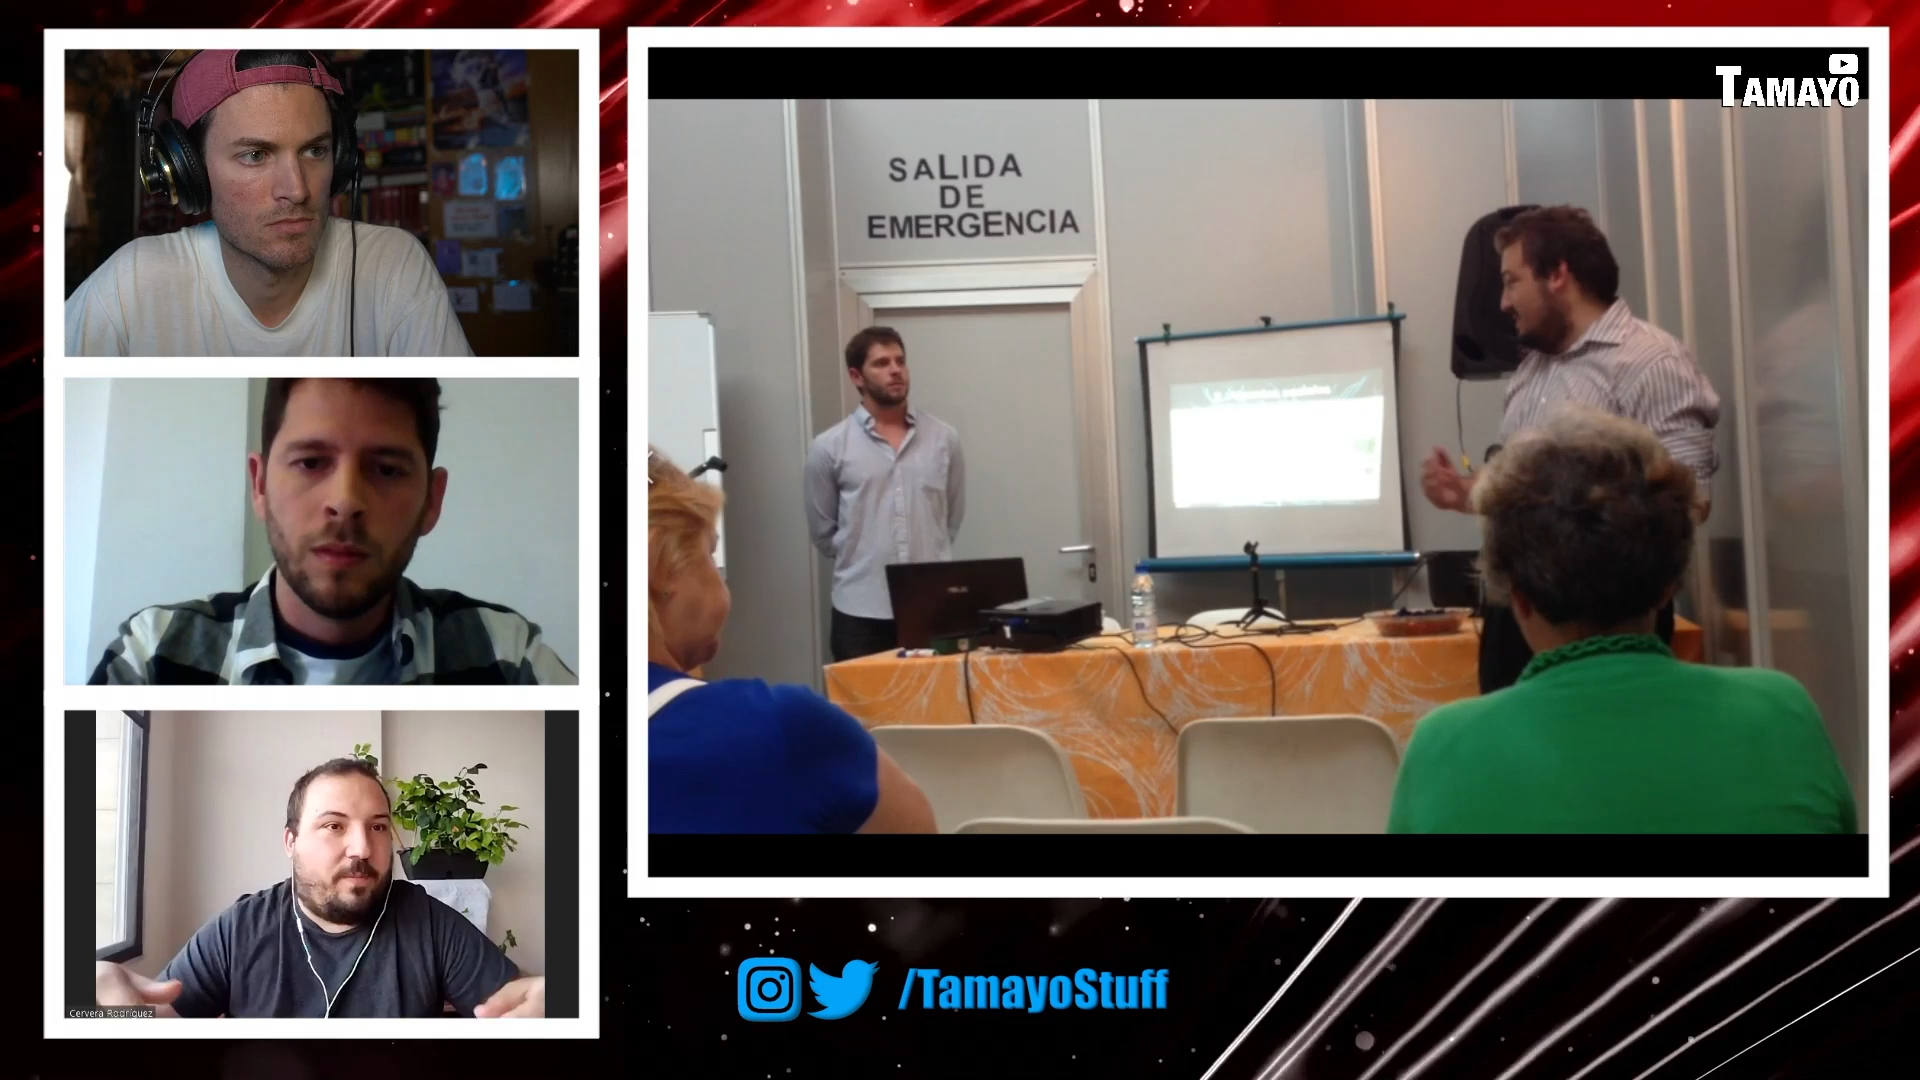 TAMAYO
SALIDA
DE
EMERGENCIA
Cervera Rodríguez
/TamayoStuff